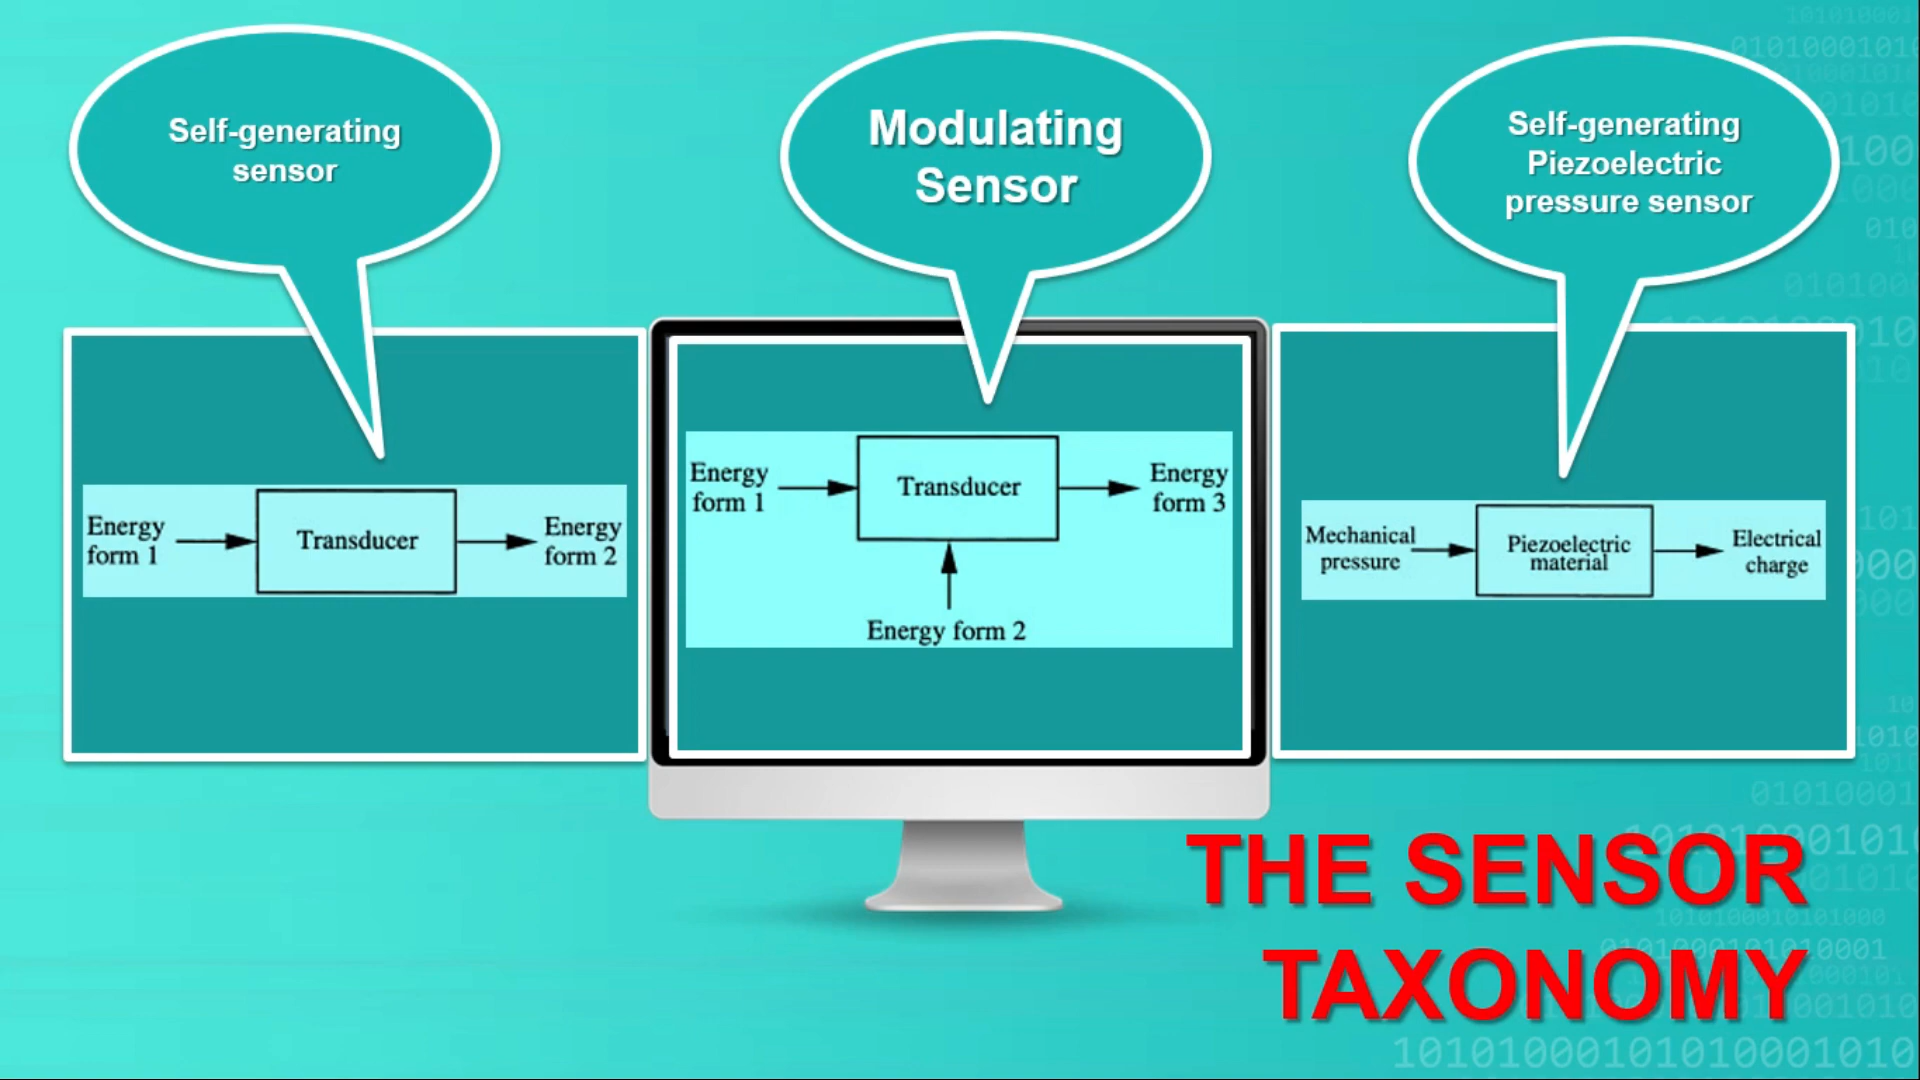 Self-generating
sensor
Modulating
Sensor
Self-generating
Piezoelectric
pressure sensor
Energy
form 1
Transducer
Energy
form 2
Energy
form 1
Transducer
Energy
form 3
Energy form 2
Mechanical
pressure
Piezoelectric
material
Electrical
charge
THE SENSOR
TAXONOMY